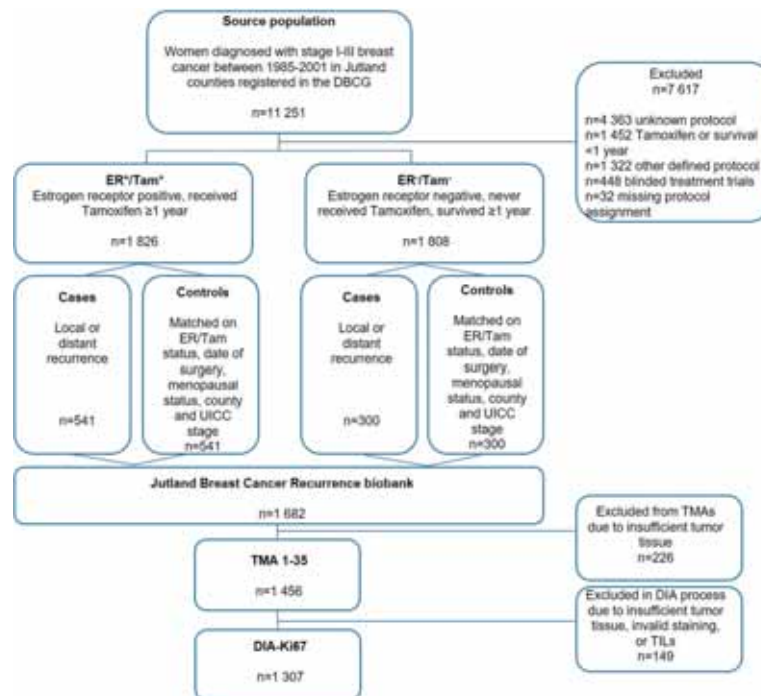 Source population
Women diagnosed with stage I-III breast
cancer between 1985-2001 in Jutland
counties registered in the DBCG
n=11 251
Excluded
n=7 617
n=4 363 unknown protocol
n=1 452 Tamoxifen or survival
<1 year
n=1 322 other defined protocol
n=448 blinded treatment trials
n=32 missing protocol
assignment
ER⁺/Tam⁺
Estrogen receptor positive, received
Tamoxifen ≥1 year
n=1 826
ER⁻/Tam⁻
Estrogen receptor negative, never
received Tamoxifen, survived ≥1 year
n=1 808
Cases
Local or
distant
recurrence
n=541
Controls
Matched on
ER/Tam
status, date of
surgery,
menopausal
status, county
and UICC
stage
n=541
Cases
Local or
distant
recurrence
n=300
Controls
Matched on
ER/Tam
status, date of
surgery,
menopausal
status, county
and UICC
stage
n=300
Jutland Breast Cancer Recurrence biobank
n=1 682
Excluded from TMAs
due to insufficient tumor
tissue
n=226
TMA 1-35
n=1 456
Excluded in DIA process
due to insufficient tumor
tissue, invalid staining,
or TILs
n=149
DIA-Ki67
n=1 307